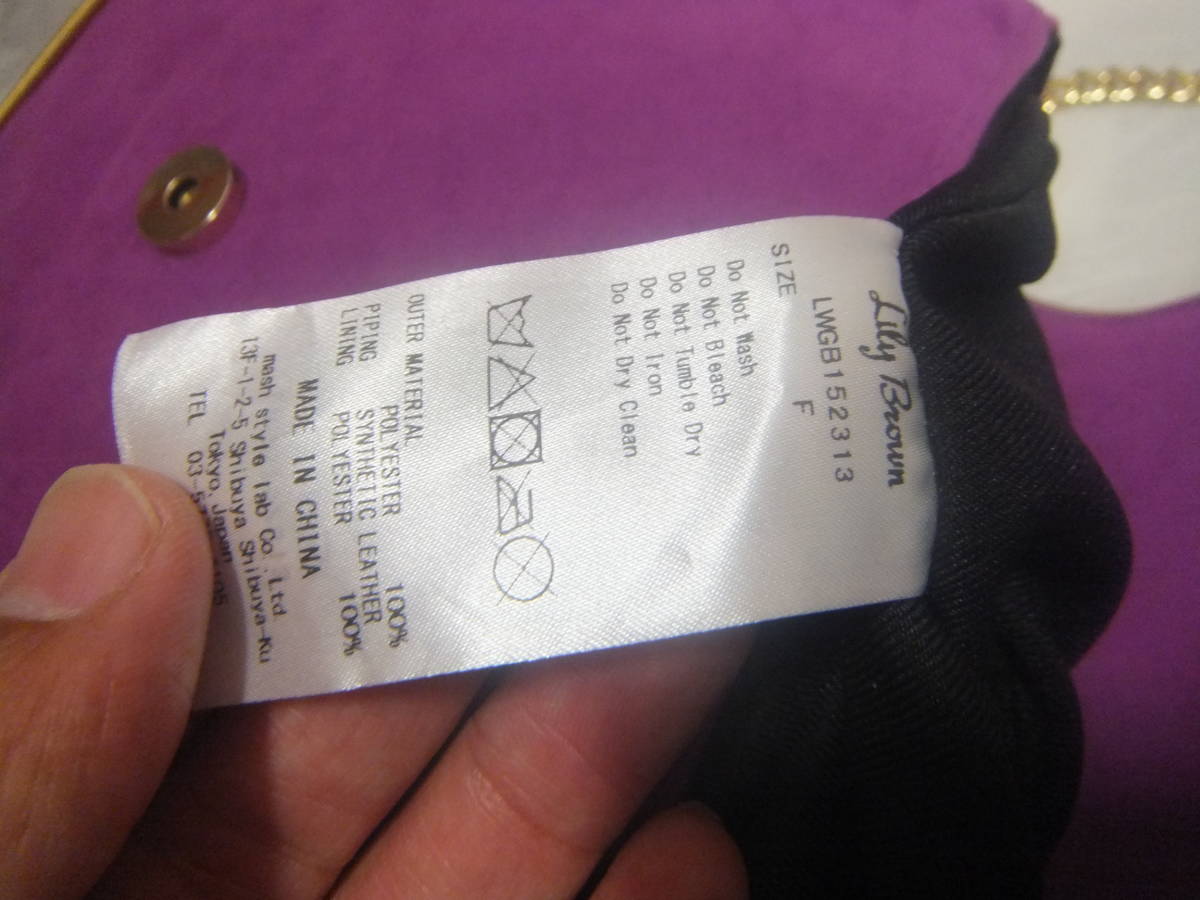 Lily Brown
LWGB152313
SIZE F
Do Not Wash
Do Not Bleach
Do Not Tumble Dry
Do Not Iron
Do Not Dry Clean
OUTER MATERIAL
POLYESTER 100%
PIPING SYNTHETIC LEATHER
LINING POLYESTER 100%
MADE IN CHINA
mash style lab Co.,Ltd.
13F-1-2-5 Shibuya Shibuya-Ku
Tokyo, Japan
TEL 03-